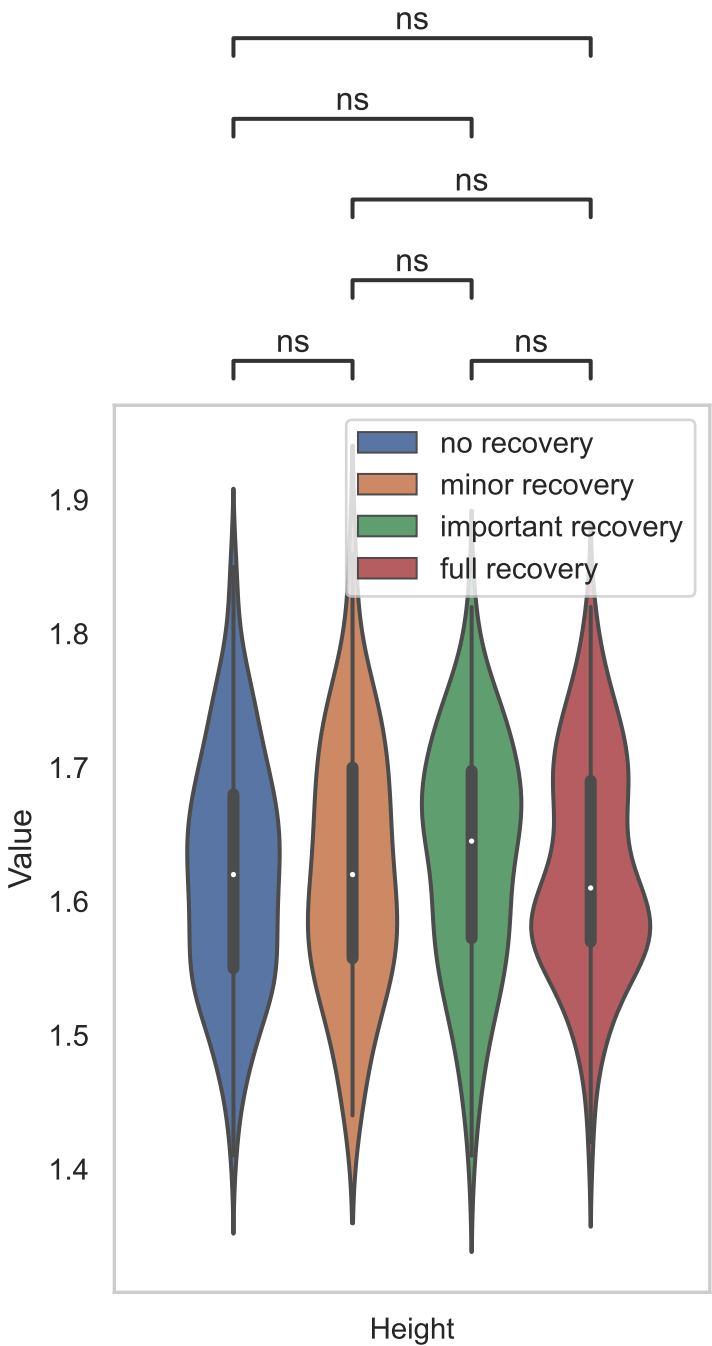 ns
ns
ns
ns
ns ns
no recovery
minor recovery
important recovery
full recovery
1.9
1.8
1.7
1.6
1.5
1.4
Value
Height